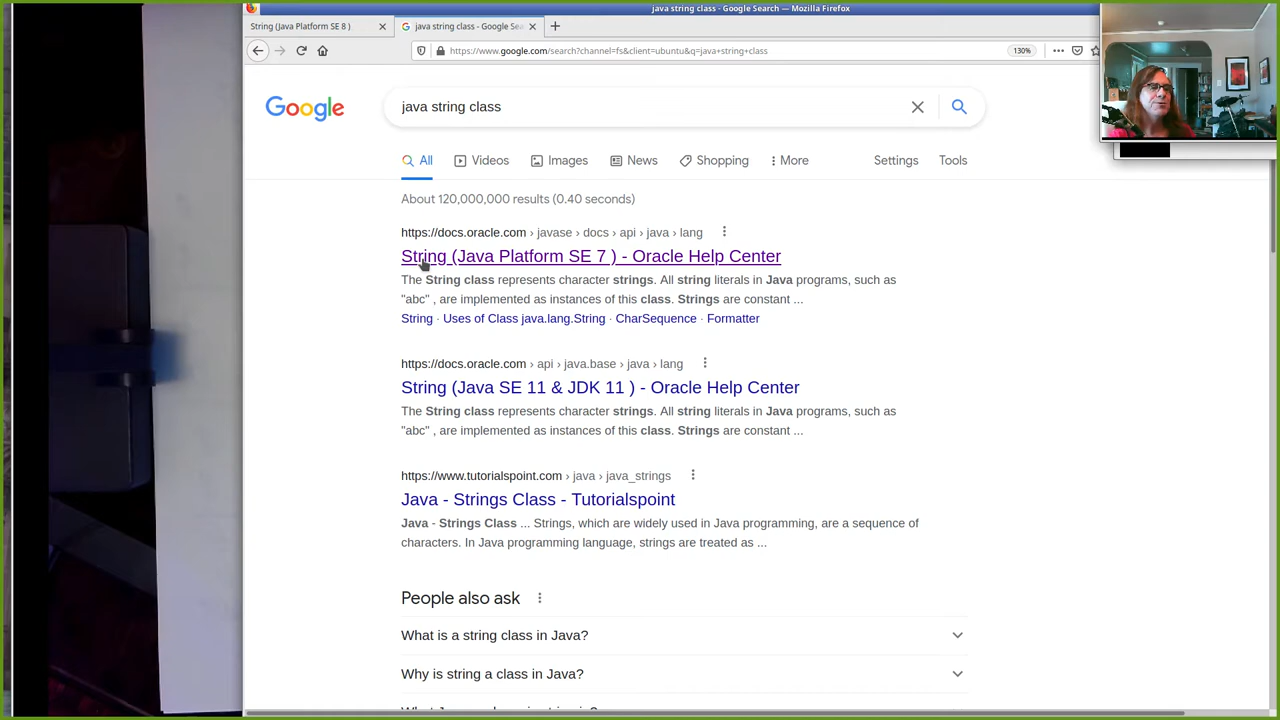 java string class - Google Search — Mozilla Firefox
String (Java Platform SE 8 )
java string class - Google Sea
https://www.google.com/search?channel=fs&client=ubuntu&q=java+string+class
130%
Google
java string class
All
Videos
Images
News
Shopping
More
Settings
Tools
About 120,000,000 results (0.40 seconds)
https://docs.oracle.com › javase › docs › api › java › lang
String (Java Platform SE 7 ) - Oracle Help Center
The String class represents character strings. All string literals in Java programs, such as
"abc" , are implemented as instances of this class. Strings are constant ...
String · Uses of Class java.lang.String · CharSequence · Formatter
https://docs.oracle.com › api › java.base › java › lang
String (Java SE 11 & JDK 11 ) - Oracle Help Center
The String class represents character strings. All string literals in Java programs, such as
"abc" , are implemented as instances of this class. Strings are constant ...
https://www.tutorialspoint.com › java › java_strings
Java - Strings Class - Tutorialspoint
Java - Strings Class ... Strings, which are widely used in Java programming, are a sequence of
characters. In Java programming language, strings are treated as ...
People also ask
What is a string class in Java?
Why is string a class in Java?